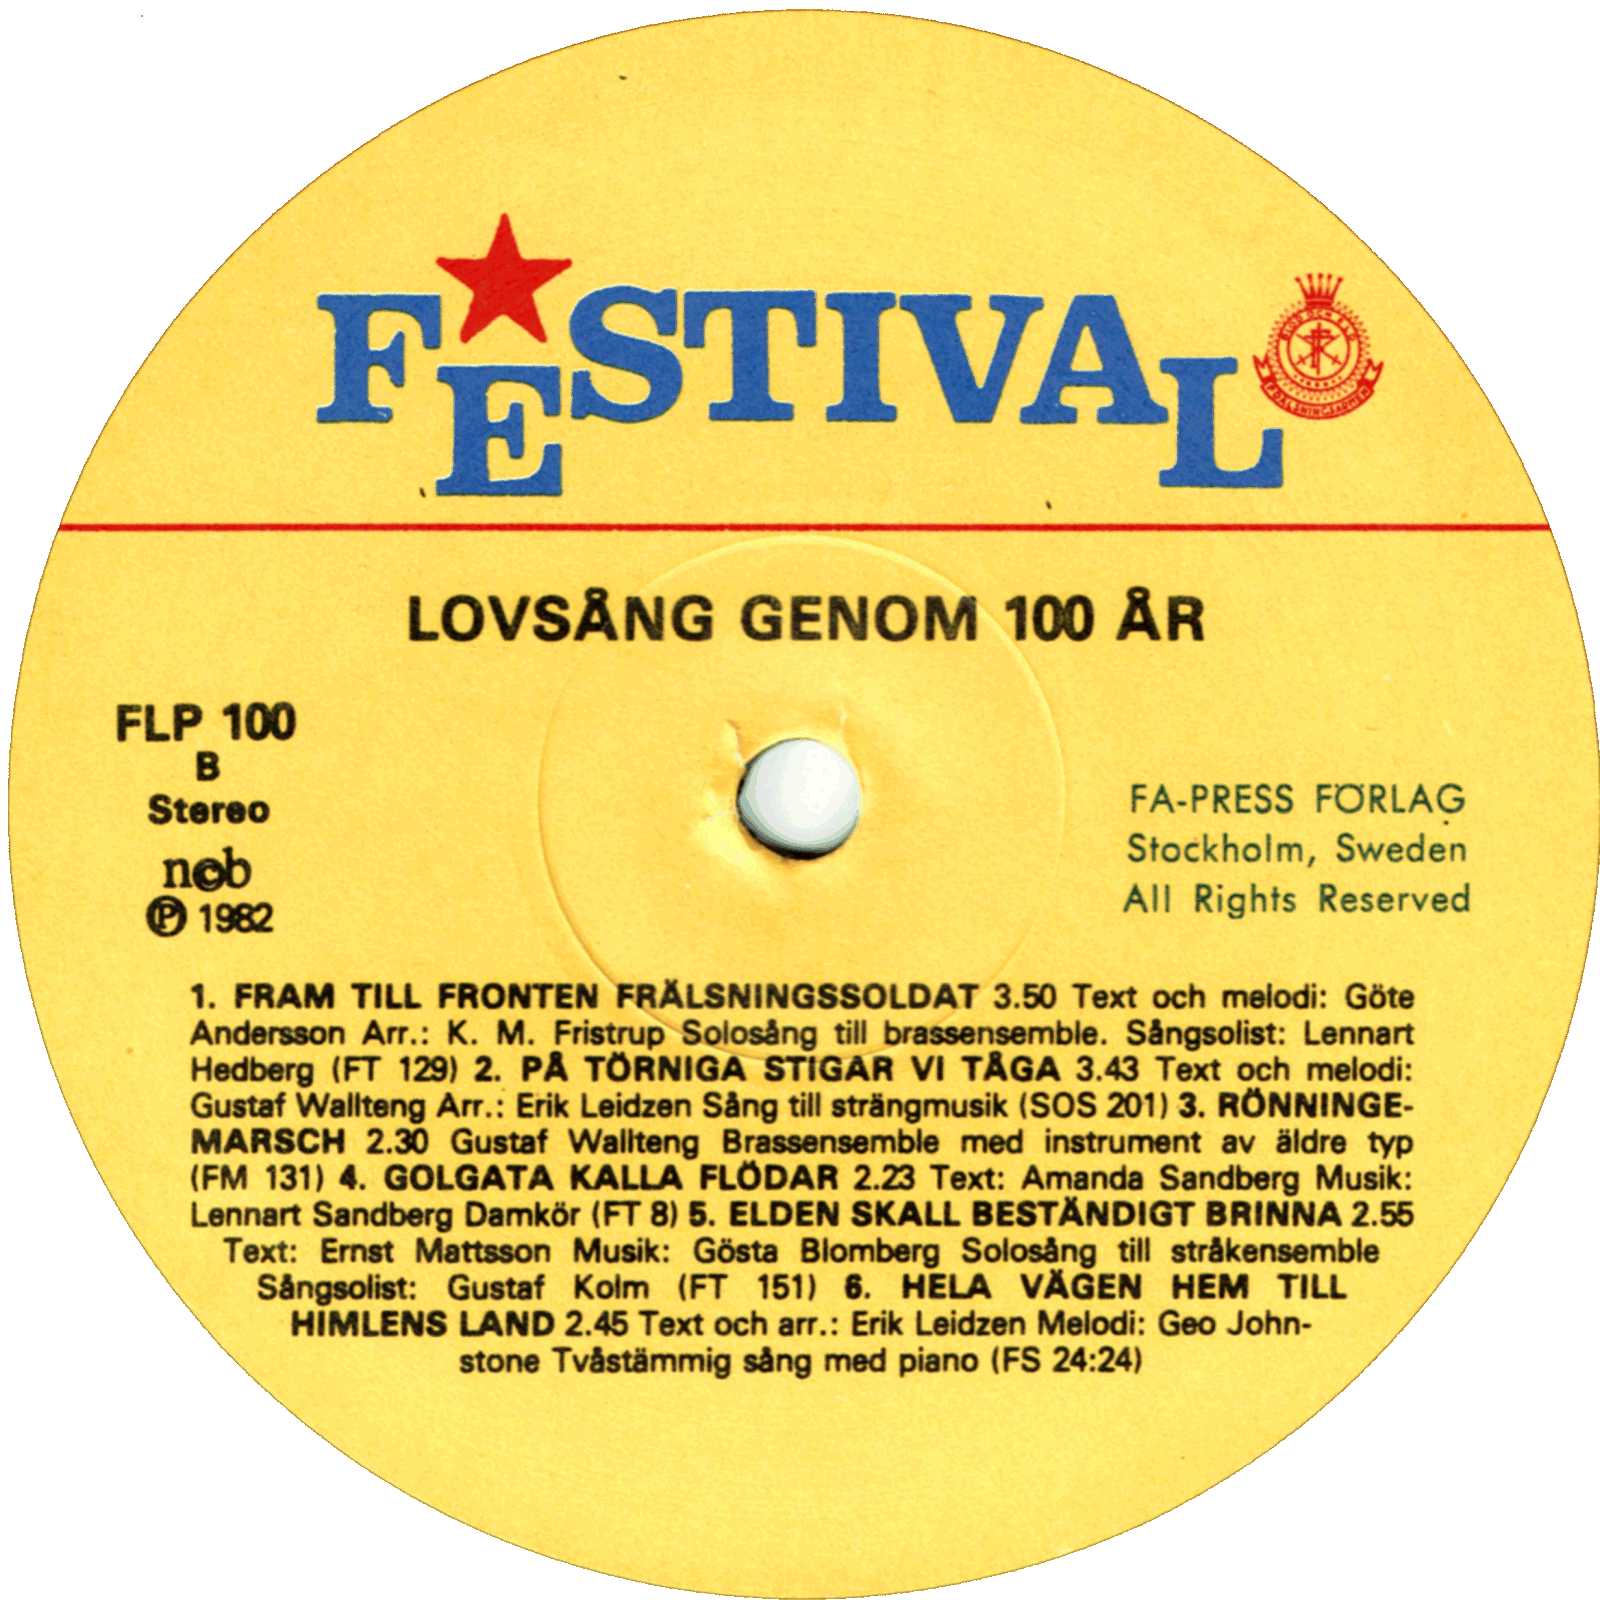 FESTIVAL
BLOD OCH ELD
FRÄLSNINGSARMÉN
LOVSÅNG GENOM 100 ÅR
FLP 100
B
Stereo
ncb
Ⓟ 1982
FA-PRESS FÖRLAG
Stockholm, Sweden
All Rights Reserved
1. FRAM TILL FRONTEN FRÄLSNINGSSOLDAT 3.50 Text och melodi: Göte
Andersson Arr.: K. M. Fristrup Solosång till brassensemble. Sångsolist: Lennart
Hedberg (FT 129) 2. PÅ TÖRNIGA STIGAR VI TÅGA 3.43 Text och melodi:
Gustaf Wallteng Arr.: Erik Leidzen Sång till strängmusik (SOS 201) 3. RÖNNINGE-
MARSCH 2.30 Gustaf Wallteng Brassensemble med instrument av äldre typ
(FM 131) 4. GOLGATA KALLA FLÖDAR 2.23 Text: Amanda Sandberg Musik:
Lennart Sandberg Damkör (FT 8) 5. ELDEN SKALL BESTÄNDIGT BRINNA 2.55
Text: Ernst Mattsson Musik: Gösta Blomberg Solosång till stråkensemble
Sångsolist: Gustaf Kolm (FT 151) 6. HELA VÄGEN HEM TILL
HIMLENS LAND 2.45 Text och arr.: Erik Leidzen Melodi: Geo John-
stone Tvåstämmig sång med piano (FS 24:24)